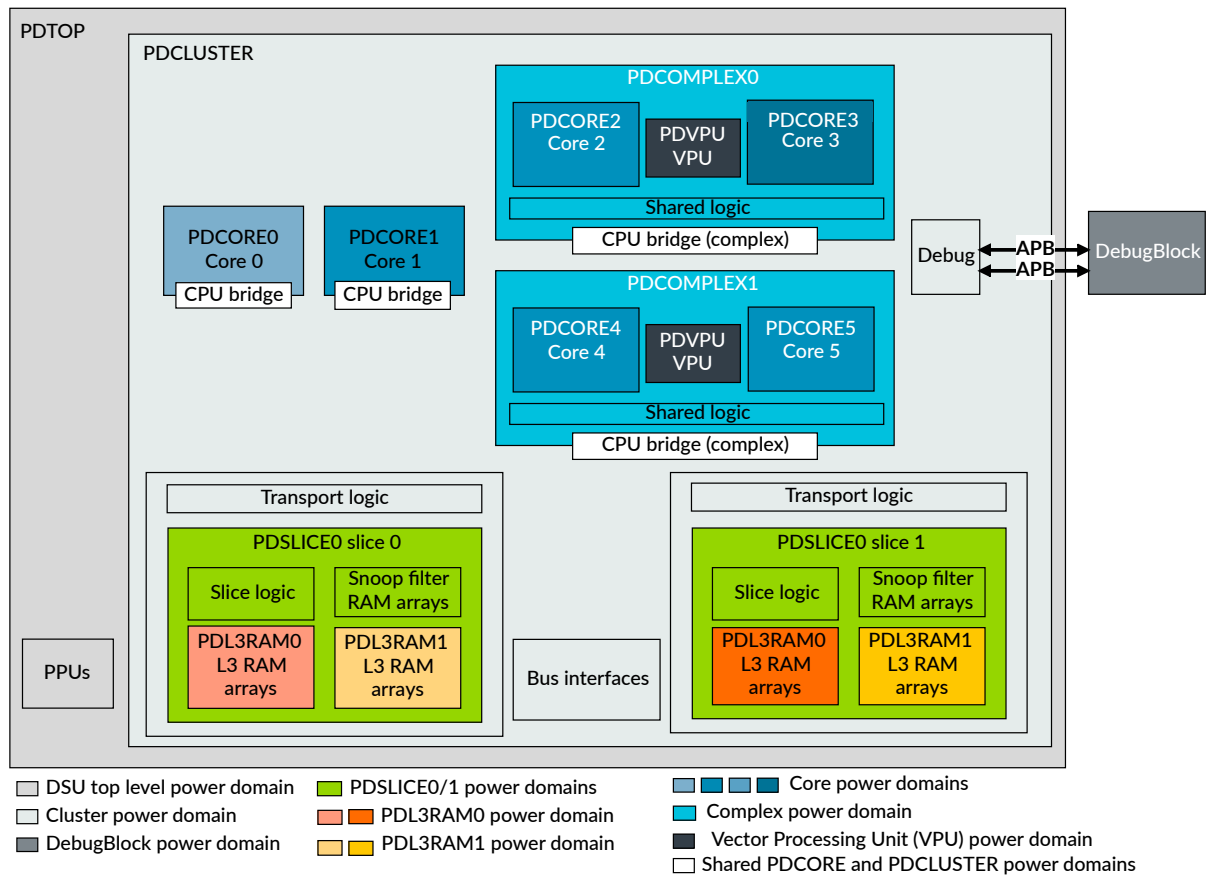 PDTOP
PDCLUSTER
PDCOMPLEX0
PDCORE2
Core 2
PDVPU
VPU
PDCORE3
Core 3
Shared logic
CPU bridge (complex)
PDCORE0
Core 0
CPU bridge
PDCORE1
Core 1
CPU bridge
Debug
APB
APB
DebugBlock
PDCOMPLEX1
PDCORE4
Core 4
PDVPU
VPU
PDCORE5
Core 5
Shared logic
CPU bridge (complex)
Transport logic
PDSLICE0 slice 0
Slice logic
Snoop filter
RAM arrays
PDL3RAM0
L3 RAM
arrays
PDL3RAM1
L3 RAM
arrays
PPUs
Bus interfaces
Transport logic
PDSLICE0 slice 1
Slice logic
Snoop filter
RAM arrays
PDL3RAM0
L3 RAM
arrays
PDL3RAM1
L3 RAM
arrays
DSU top level power domain
Cluster power domain
DebugBlock power domain
PDSLICE0/1 power domains
PDL3RAM0 power domain
PDL3RAM1 power domain
Core power domains
Complex power domain
Vector Processing Unit (VPU) power domain
Shared PDCORE and PDCLUSTER power domains